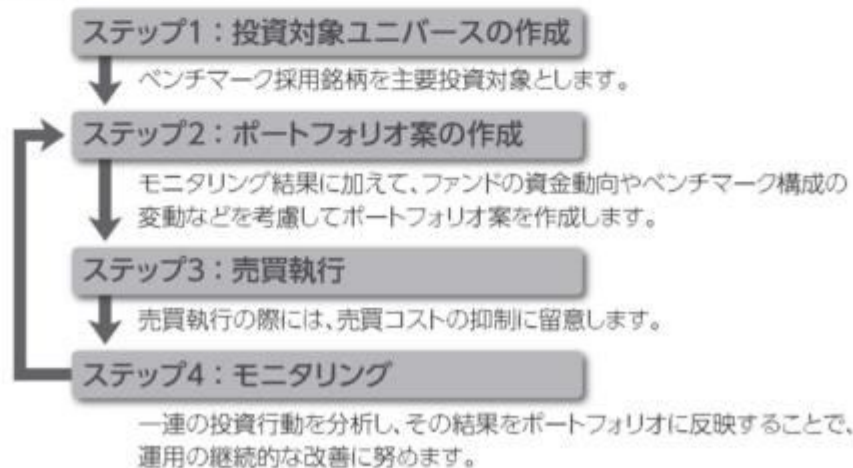 ステップ1：投資対象ユニバースの作成
ベンチマーク採用銘柄を主要投資対象とします。
ステップ2：ポートフォリオ案の作成
モニタリング結果に加えて、ファンドの資金動向やベンチマーク構成の
変動などを考慮してポートフォリオ案を作成します。
ステップ3：売買執行
売買執行の際には、売買コストの抑制に留意します。
ステップ4：モニタリング
一連の投資行動を分析し、その結果をポートフォリオに反映することで、
運用の継続的な改善に努めます。